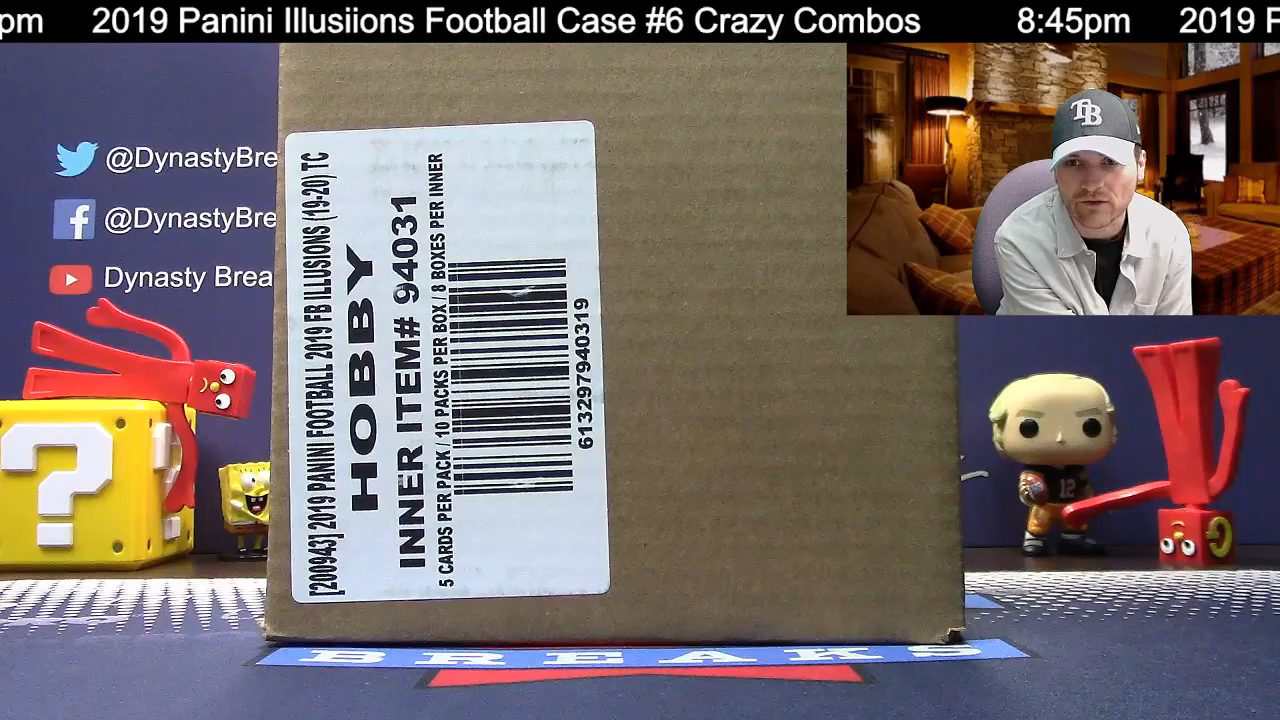 pm 2019 Panini Illusiions Football Case #6 Crazy Combos 8:45pm 2019 F
TB
@DynastyBre
@DynastyBre
Dynasty Brea
[200943] 2019 PANINI FOOTBALL 2019 FB ILLUSIONS (19-20) TC
HOBBY
INNER ITEM# 94031
5 CARDS PER PACK / 10 PACKS PER BOX / 8 BOXES PER INNER
613297940319
?
12
BREAKS